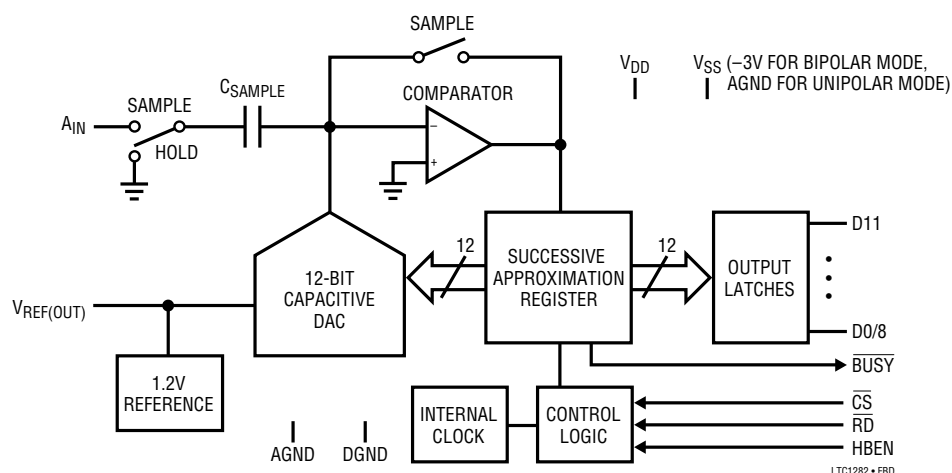 SAMPLE
VDD
VSS (–3V FOR BIPOLAR MODE,
AGND FOR UNIPOLAR MODE)
CSAMPLE
COMPARATOR
SAMPLE
AIN
HOLD
–
+
12
12
D11
12-BIT
CAPACITIVE
DAC
SUCCESSIVE
APPROXIMATION
REGISTER
OUTPUT
LATCHES
•
•
•
VREF(OUT)
D0/8
BUSY
1.2V
REFERENCE
INTERNAL
CLOCK
CONTROL
LOGIC
CS
RD
HBEN
AGND
DGND
LTC1282 • FBD